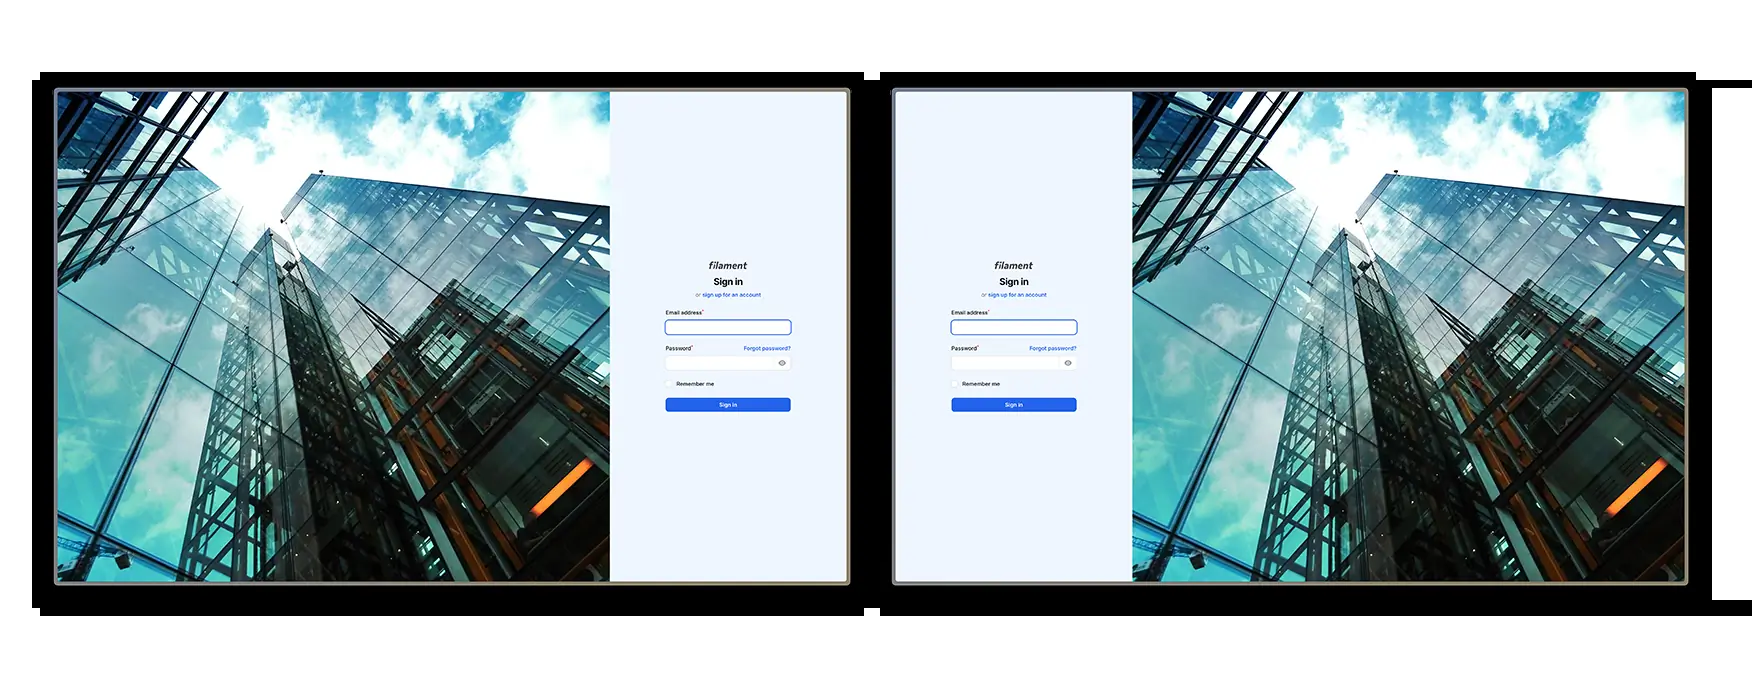 filament
Sign in
or sign up for an account
Email address*
Password* Forgot password?
Remember me
Sign in
filament
Sign in
or sign up for an account
Email address*
Password* Forgot password?
Remember me
Sign in